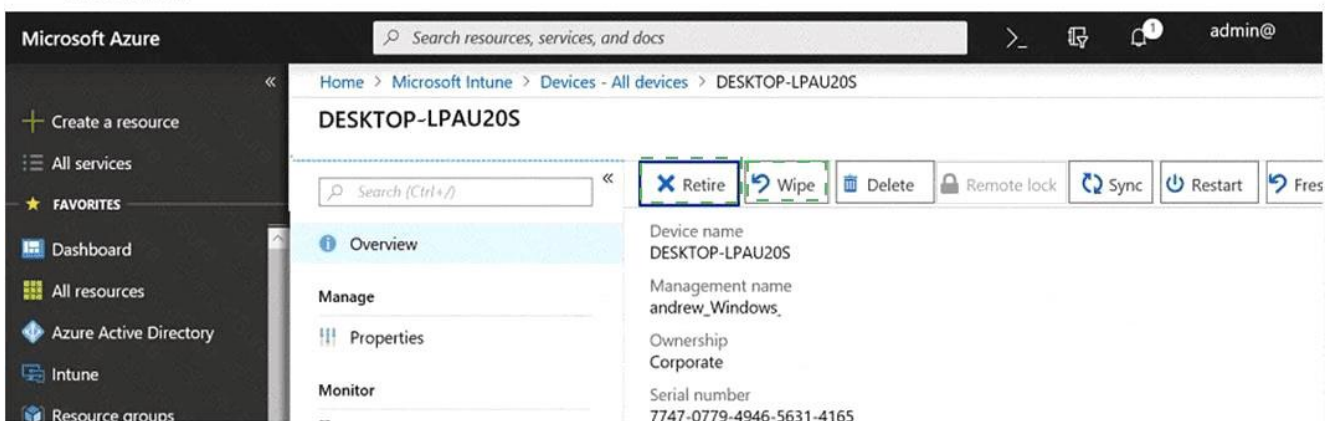 Microsoft Azure
Search resources, services, and docs
1
admin@
Create a resource
All services
FAVORITES
Dashboard
All resources
Azure Active Directory
Intune
Resource groups
Home > Microsoft Intune > Devices - All devices > DESKTOP-LPAU20S
DESKTOP-LPAU20S
Search (Ctrl+/)
Overview
Manage
Properties
Monitor
Retire Wipe Delete Remote lock Sync Restart Fres
Device name
DESKTOP-LPAU20S
Management name
andrew_Windows_
Ownership
Corporate
Serial number
7747-0779-4946-5631-4165